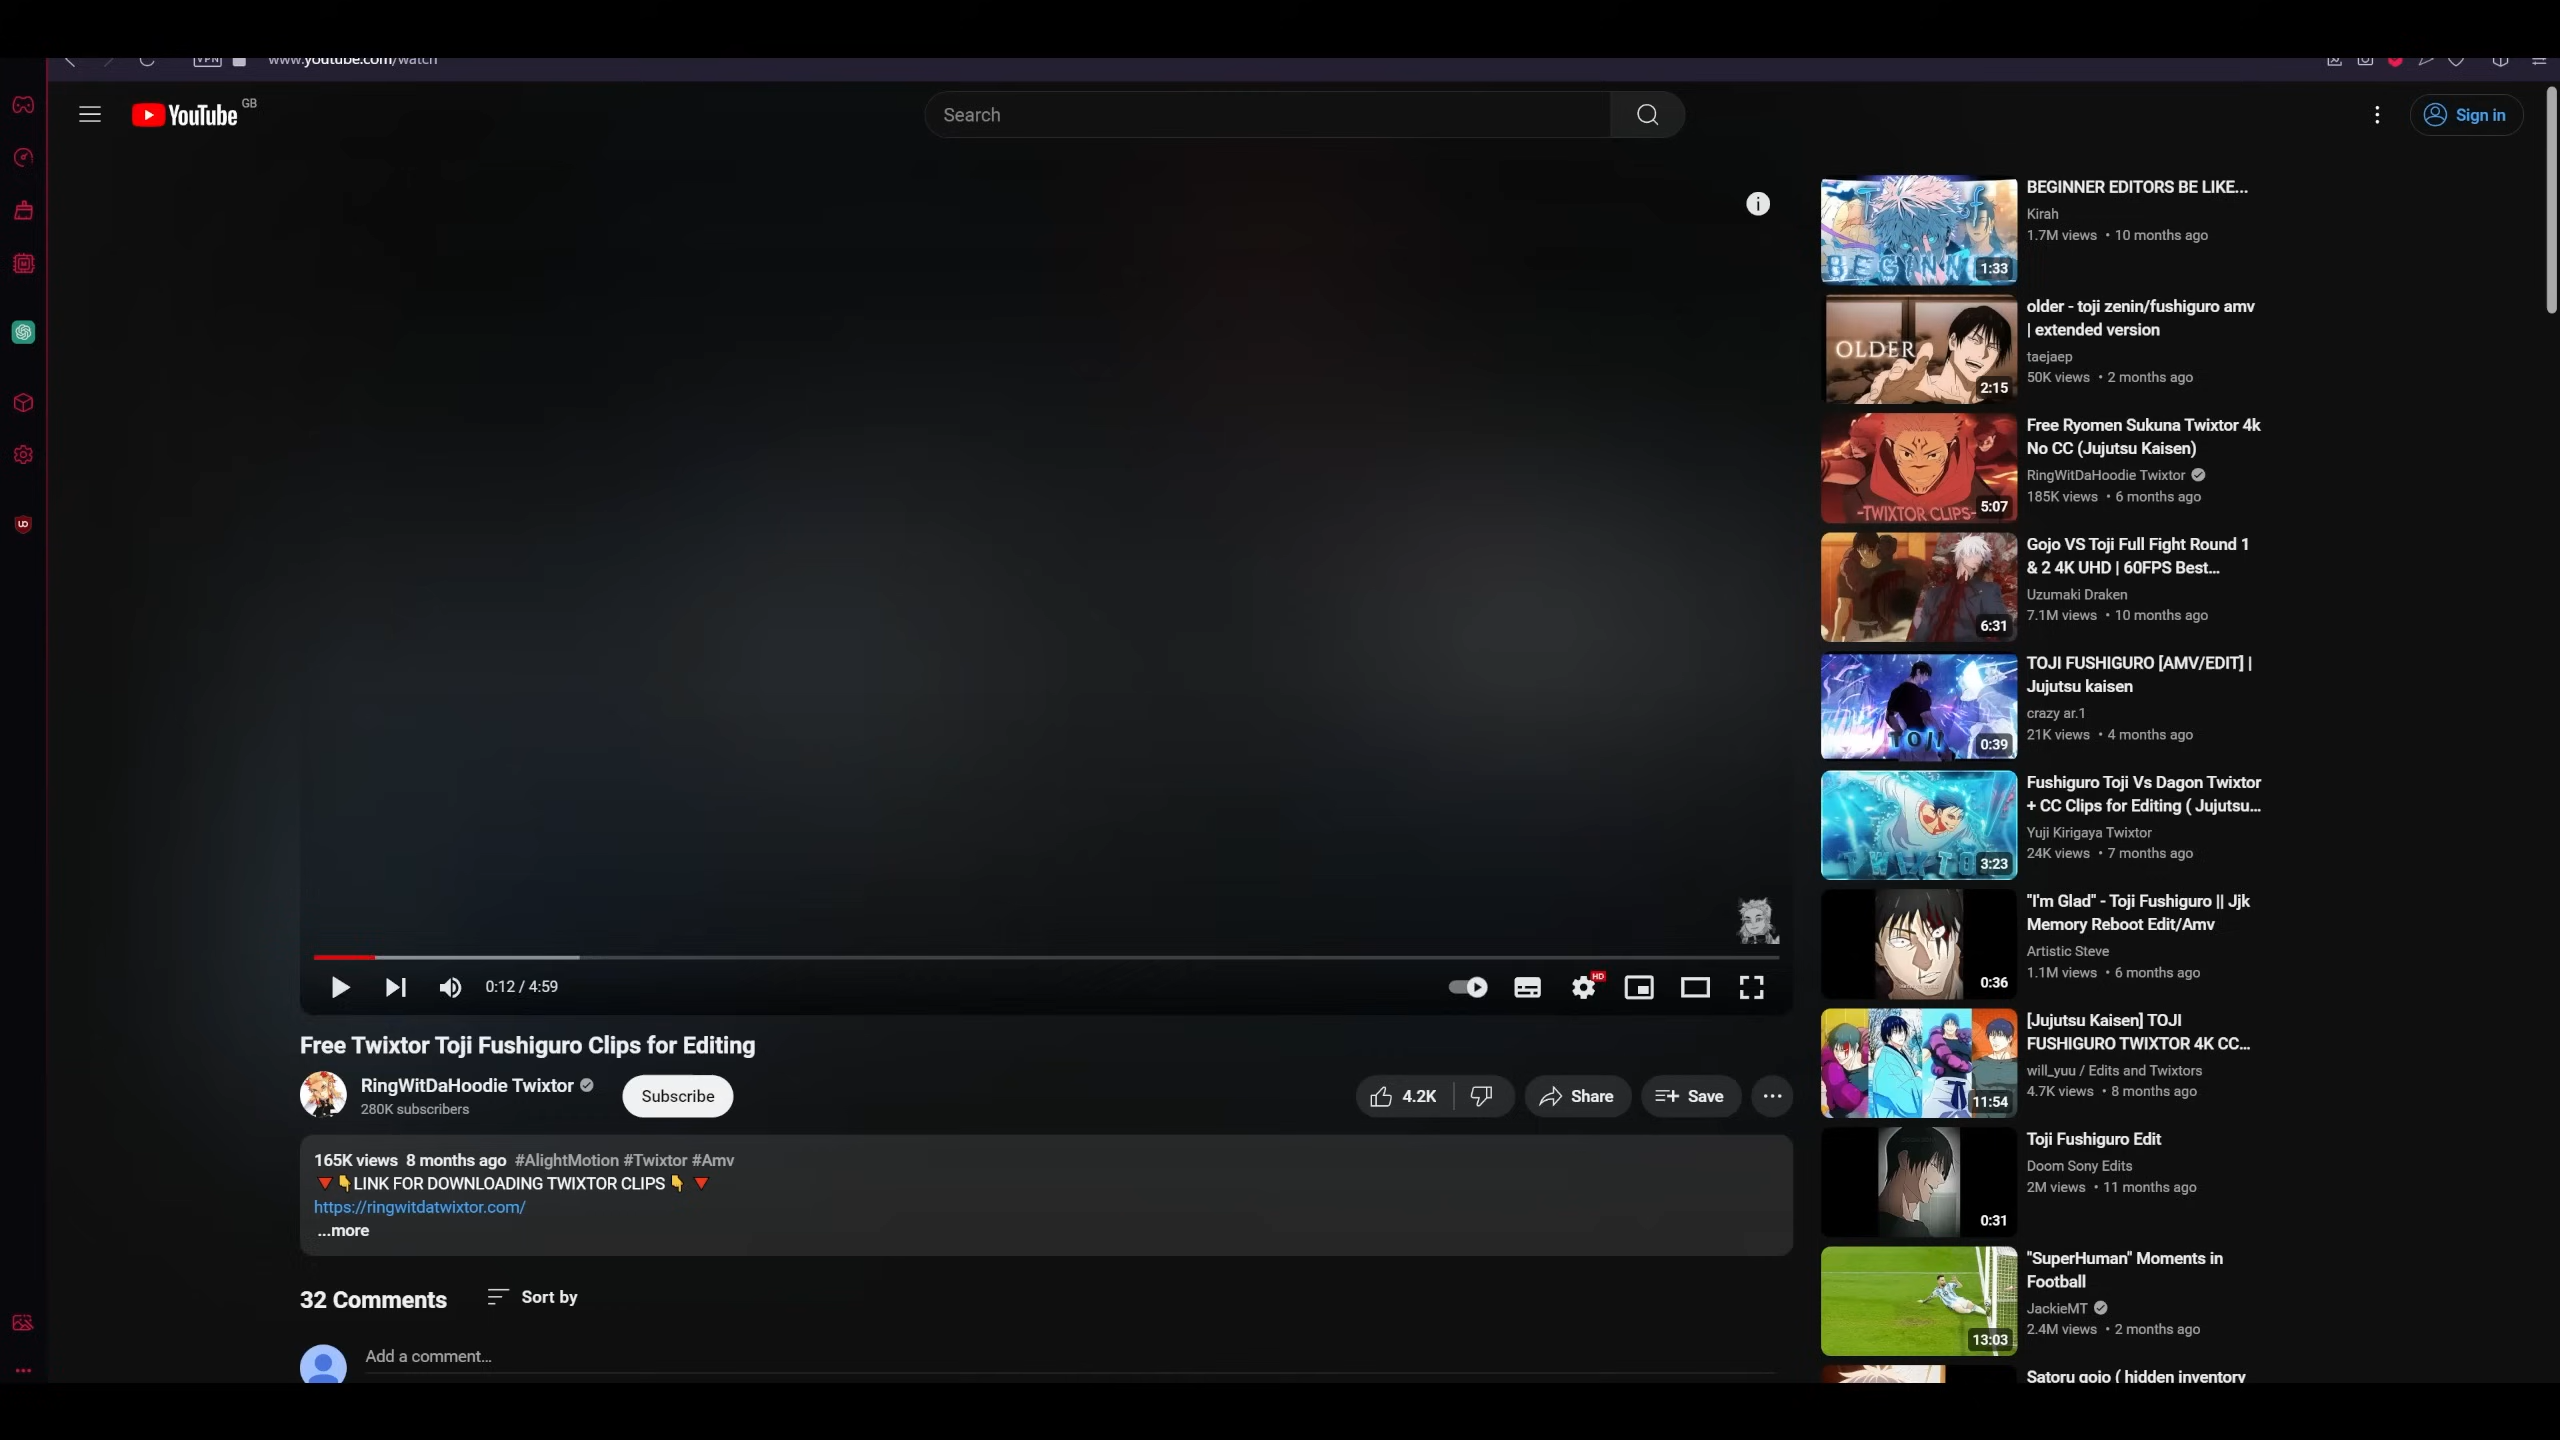 VPN
www.youtube.com/watch
YouTube GB
Search
Sign in
BEGINNER EDITORS BE LIKE...
Kirah
1.7M views • 10 months ago
1:33
OLDER
2:15
older - toji zenin/fushiguro amv
| extended version
taejaep
50K views • 2 months ago
-TWIXTOR CLIPS-
5:07
Free Ryomen Sukuna Twixtor 4k
No CC (Jujutsu Kaisen)
RingWitDaHoodie Twixtor
185K views • 6 months ago
6:31
Gojo VS Toji Full Fight Round 1
& 2 4K UHD | 60FPS Best...
Uzumaki Draken
7.1M views • 10 months ago
TOJI
0:39
TOJI FUSHIGURO [AMV/EDIT] |
Jujutsu kaisen
crazy ar.1
21K views • 4 months ago
3:23
Fushiguro Toji Vs Dagon Twixtor
+ CC Clips for Editing ( Jujutsu...
Yuji Kirigaya Twixtor
24K views • 7 months ago
0:36
"I'm Glad" - Toji Fushiguro || Jjk
Memory Reboot Edit/Amv
Artistic Steve
1.1M views • 6 months ago
11:54
[Jujutsu Kaisen] TOJI
FUSHIGURO TWIXTOR 4K CC...
will_yuu / Edits and Twixtors
4.7K views • 8 months ago
0:31
Toji Fushiguro Edit
Doom Sony Edits
2M views • 11 months ago
13:03
"SuperHuman" Moments in
Football
JackieMT
2.4M views • 2 months ago
Satoru gojo ( hidden inventory
0:12 / 4:59
HD
Free Twixtor Toji Fushiguro Clips for Editing
RingWitDaHoodie Twixtor
280K subscribers
Subscribe
4.2K
Share
Save
165K views 8 months ago #AlightMotion #Twixtor #Amv
🔻👇LINK FOR DOWNLOADING TWIXTOR CLIPS👇🔻
https://ringwitdatwixtor.com/
...more
32 Comments
Sort by
Add a comment...